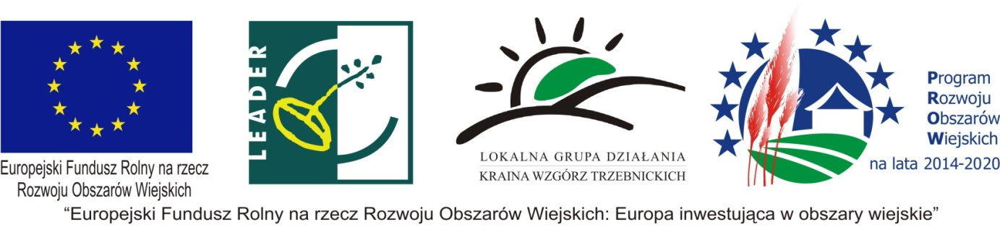 Europejski Fundusz Rolny na rzecz
Rozwoju Obszarów Wiejskich
LEADER
LOKALNA GRUPA DZIAŁANIA
KRAINA WZGÓRZ TRZEBNICKICH
Program
Rozwoju
Obszarów
Wiejskich
na lata 2014-2020
“Europejski Fundusz Rolny na rzecz Rozwoju Obszarów Wiejskich: Europa inwestująca w obszary wiejskie”